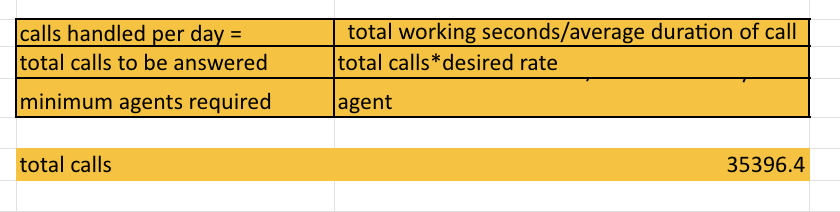 calls handled per day =
total working seconds/average duration of call
total calls to be answered
total calls*desired rate
minimum agents required
agent
total calls
35396.4